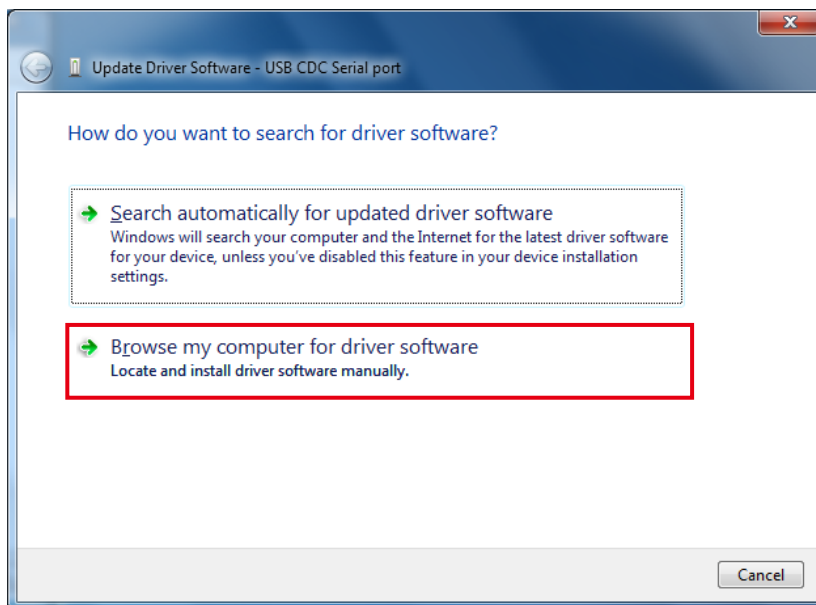 Update Driver Software - USB CDC Serial port
How do you want to search for driver software?
Search automatically for updated driver software
Windows will search your computer and the Internet for the latest driver software
for your device, unless you've disabled this feature in your device installation
settings.
Browse my computer for driver software
Locate and install driver software manually.
Cancel